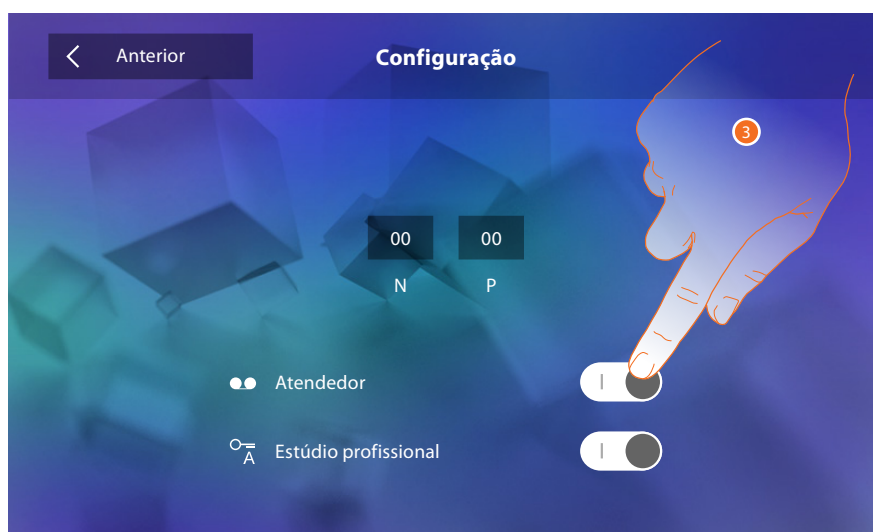 Anterior
Configuração
3
00 00
N P
Atendedor
A Estúdio profissional